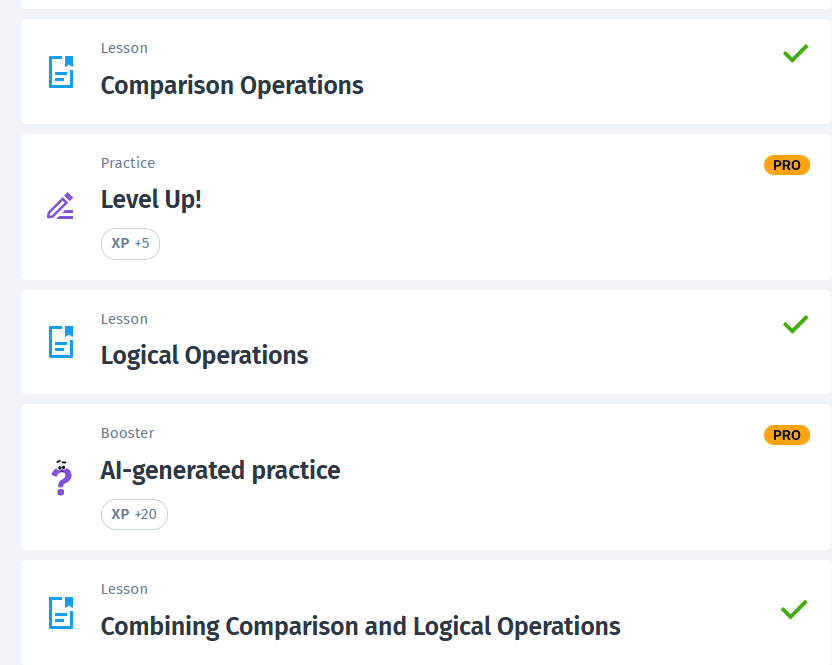 Lesson
Comparison Operations
Practice
PRO
Level Up!
XP +5
Lesson
Logical Operations
Booster
PRO
AI-generated practice
XP +20
Lesson
Combining Comparison and Logical Operations